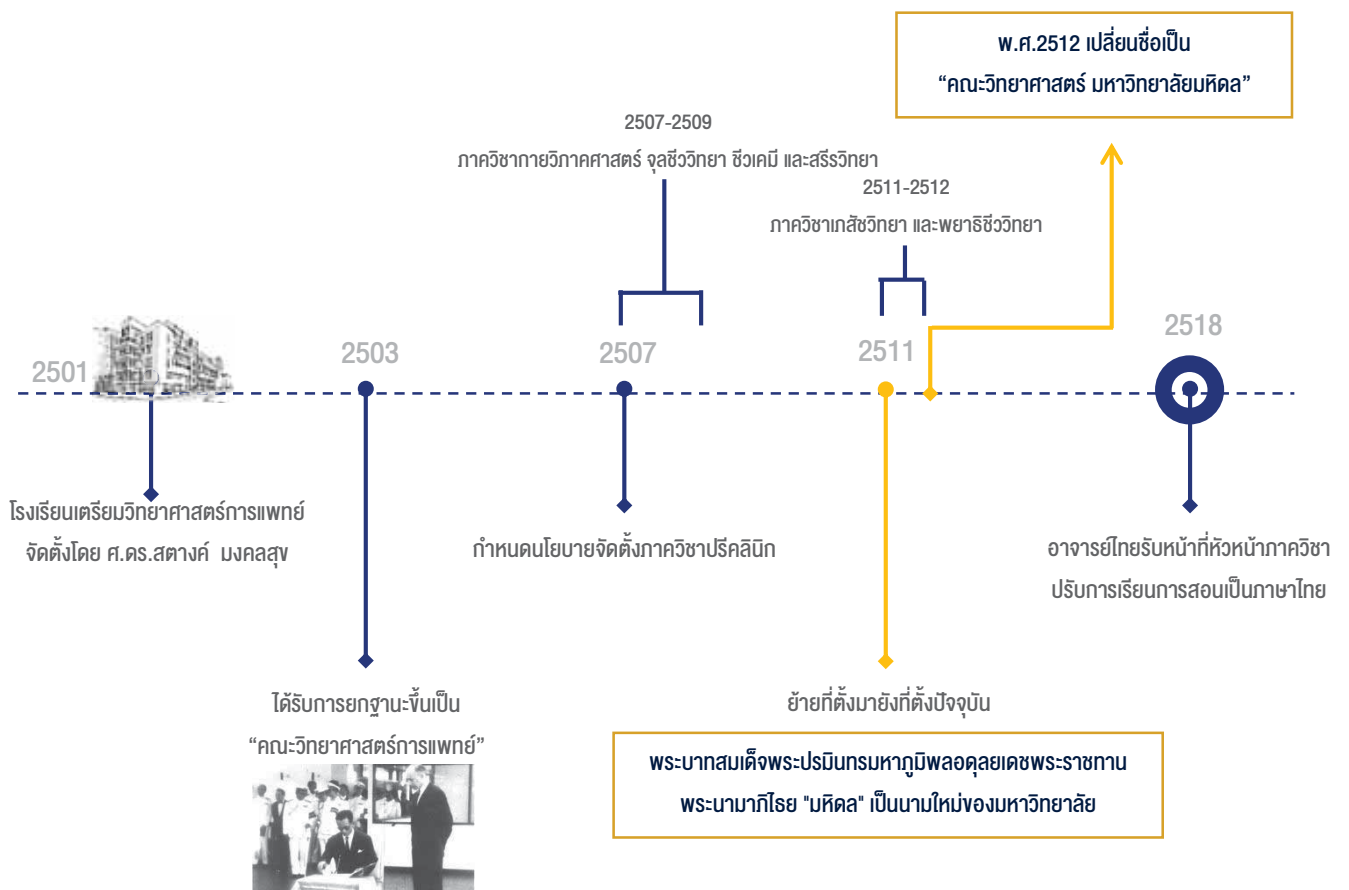 พ.ศ.2512 เปลี่ยนชื่อเป็น
“คณะวิทยาศาสตร์ มหาวิทยาลัยมหิดล”
2507-2509
ภาควิชากายวิภาคศาสตร์ จุลชีววิทยา ชีวเคมี และสรีรวิทยา
2511-2512
ภาควิชาเภสัชวิทยา และพยาธิชีววิทยา
2501
2503
2507
2511
2518
โรงเรียนเตรียมวิทยาศาสตร์การแพทย์
จัดตั้งโดย ศ.ดร.สตางค์ มงคลสุข
กำหนดนโยบายจัดตั้งภาควิชาปรีคลินิก
อาจารย์ไทยรับหน้าที่หัวหน้าภาควิชา
ปรับการเรียนการสอนเป็นภาษาไทย
ได้รับการยกฐานะขึ้นเป็น
“คณะวิทยาศาสตร์การแพทย์”
ย้ายที่ตั้งมายังที่ตั้งปัจจุบัน
พระบาทสมเด็จพระปรมินทรมหาภูมิพลอดุลยเดชพระราชทาน
พระนามาภิไธย "มหิดล" เป็นนามใหม่ของมหาวิทยาลัย